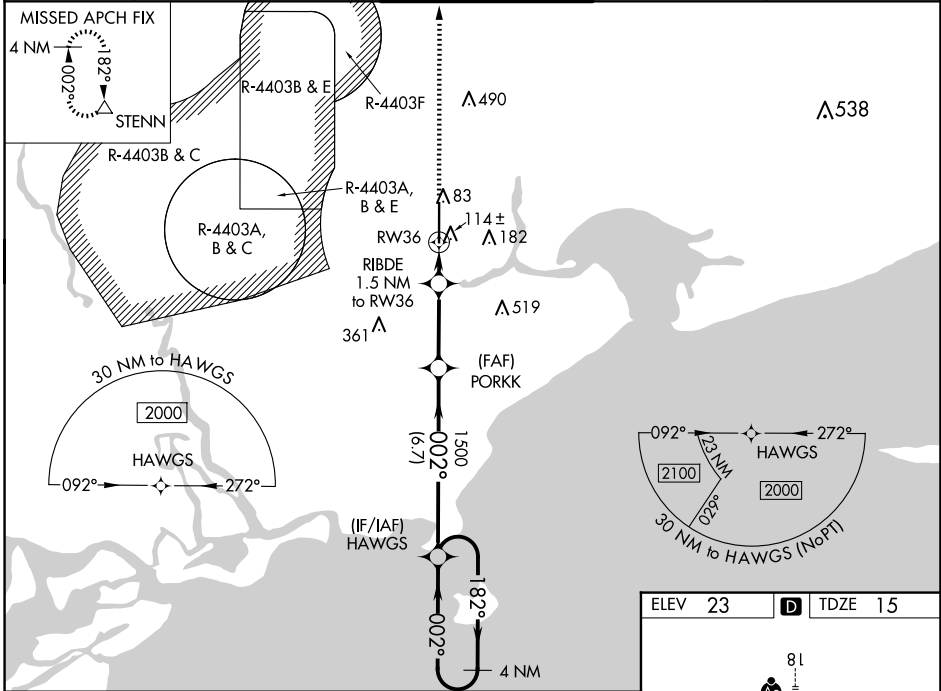 MISSED APCH FIX
4 NM
182°
002°
STENN
R-4403B & E
R-4403F
490
538
R-4403B & C
R-4403A,
B & E
R-4403A,
B & C
83
114 ±
RW36
182
RIBDE
1.5 NM
to RW36
519
361
(FAF)
PORKK
30 NM to HAWGS
2000
HAWGS
092°
272°
1500
002°
(6.7)
092°
272°
HAWGS
23 NM
2100
2000
029°
30 NM to HAWGS (NoPT)
(IF/IAF)
HAWGS
182°
002°
4 NM
ELEV 23
D
TDZE 15
18